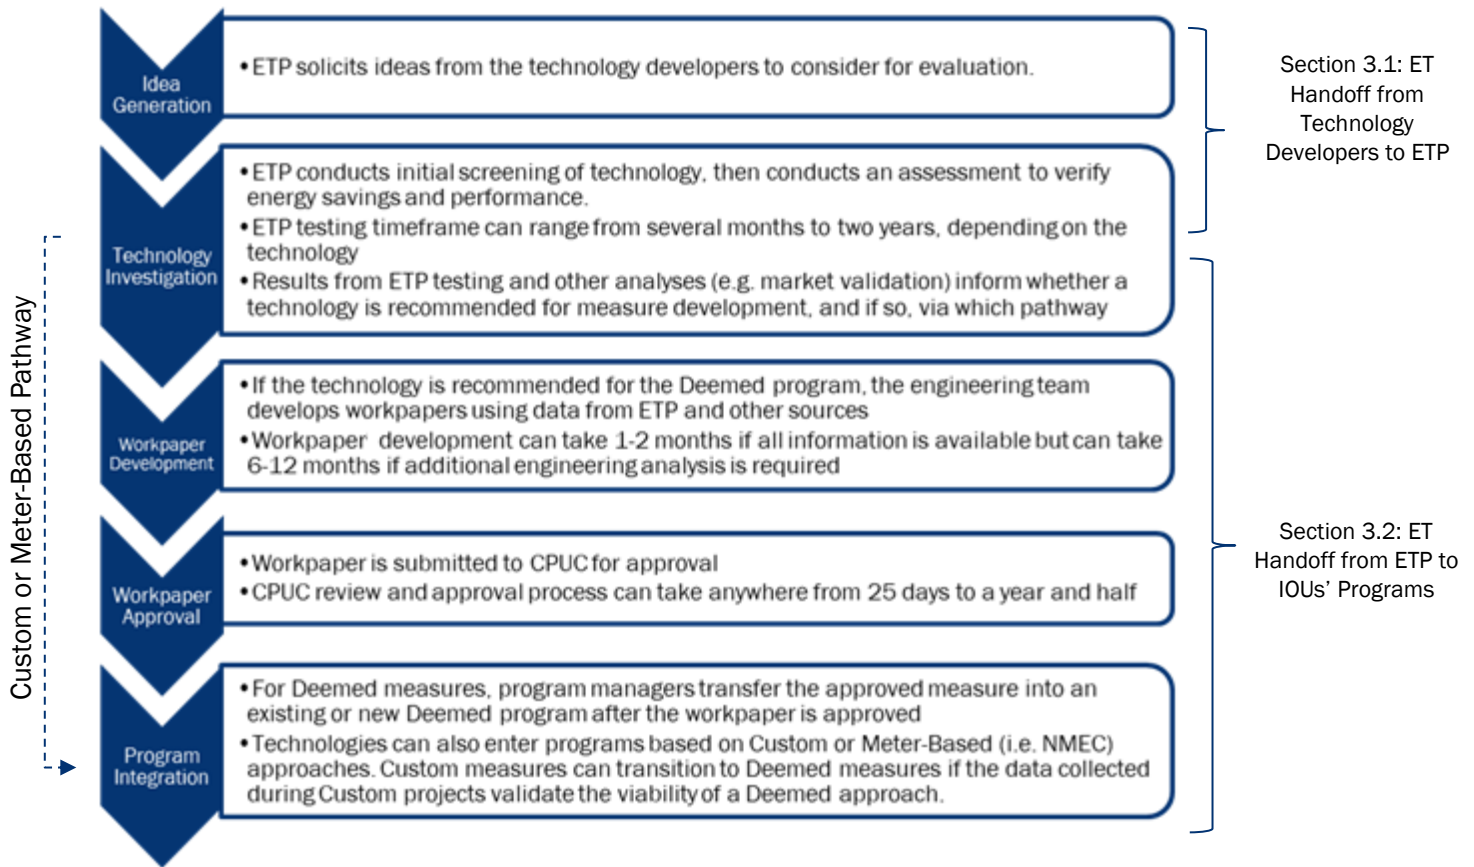 Idea
Generation
•ETP solicits ideas from the technology developers to consider for evaluation.
Section 3.1: ET
Handoff from
Technology
Developers to ETP
Technology
Investigation
•ETP conducts initial screening of technology, then conducts an assessment to verify
energy savings and performance.
•ETP testing timeframe can range from several months to two years, depending on the
technology
•Results from ETP testing and other analyses (e.g. market validation) inform whether a
technology is recommended for measure development, and if so, via which pathway
Custom or Meter-Based Pathway
Workpaper
Development
•If the technology is recommended for the Deemed program, the engineering team
develops workpapers using data from ETP and other sources
•Workpaper development can take 1-2 months if all information is available but can take
6-12 months if additional engineering analysis is required
Section 3.2: ET
Handoff from ETP to
IOUs’ Programs
Workpaper
Approval
•Workpaper is submitted to CPUC for approval
•CPUC review and approval process can take anywhere from 25 days to a year and half
Program
Integration
•For Deemed measures, program managers transfer the approved measure into an
existing or new Deemed program after the workpaper is approved
•Technologies can also enter programs based on Custom or Meter-Based (i.e. NMEC)
approaches. Custom measures can transition to Deemed measures if the data collected
during Custom projects validate the viability of a Deemed approach.